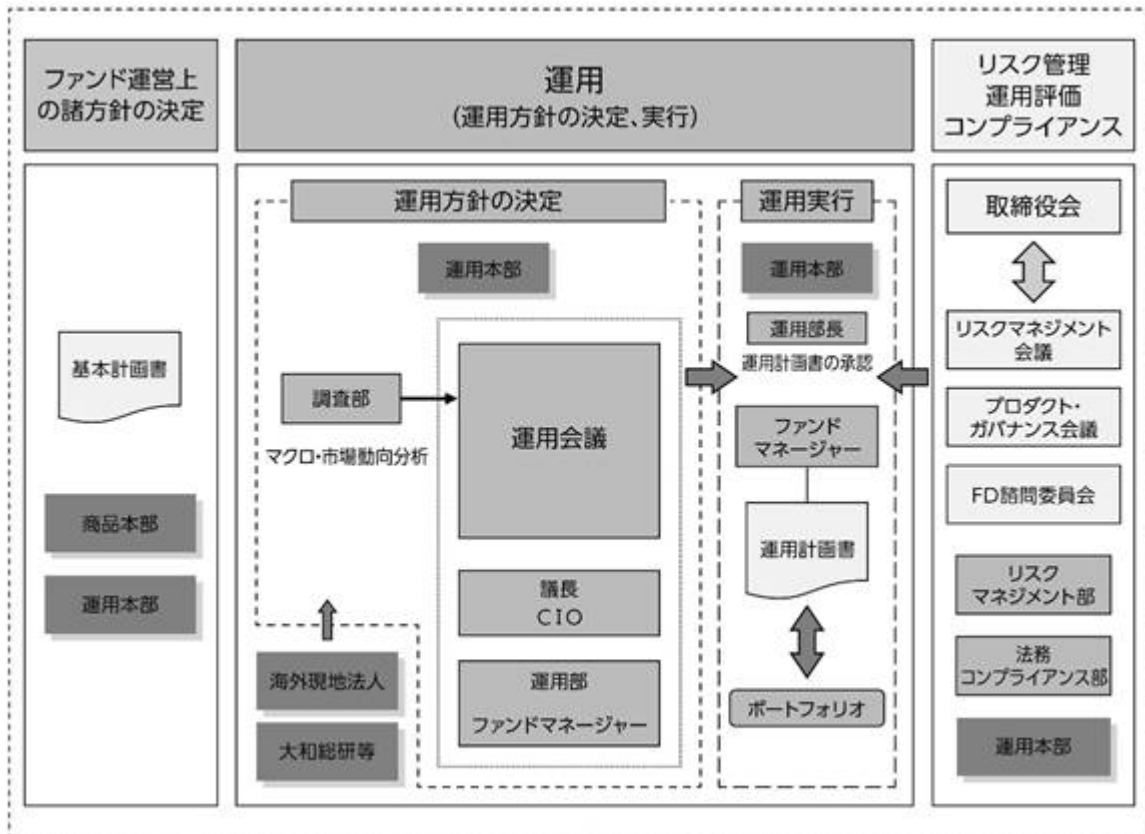 ファンド運営上
の諸方針の決定
運用
(運用方針の決定、実行)
リスク管理
運用評価
コンプライアンス
基本計画書
商品本部
運用本部
運用方針の決定
運用本部
調査部
マクロ・市場動向分析
運用会議
議長
CIO
運用部
ファンドマネージャー
海外現地法人
大和総研等
運用実行
運用本部
運用部長
運用計画書の承認
ファンド
マネージャー
運用計画書
ポートフォリオ
取締役会
リスクマネジメント
会議
プロダクト・
ガバナンス会議
FD諮問委員会
リスク
マネジメント部
法務
コンプライアンス部
運用本部